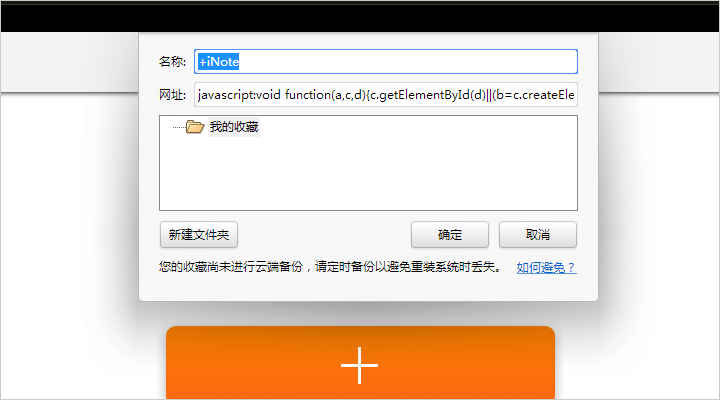 名称: +iNote
网址: javascript:void function(a,c,d){c.getElementById(d)||(b=c.createEle
我的收藏
新建文件夹 确定 取消
您的收藏尚未进行云端备份，请定时备份以避免重装系统时丢失。 如何避免？